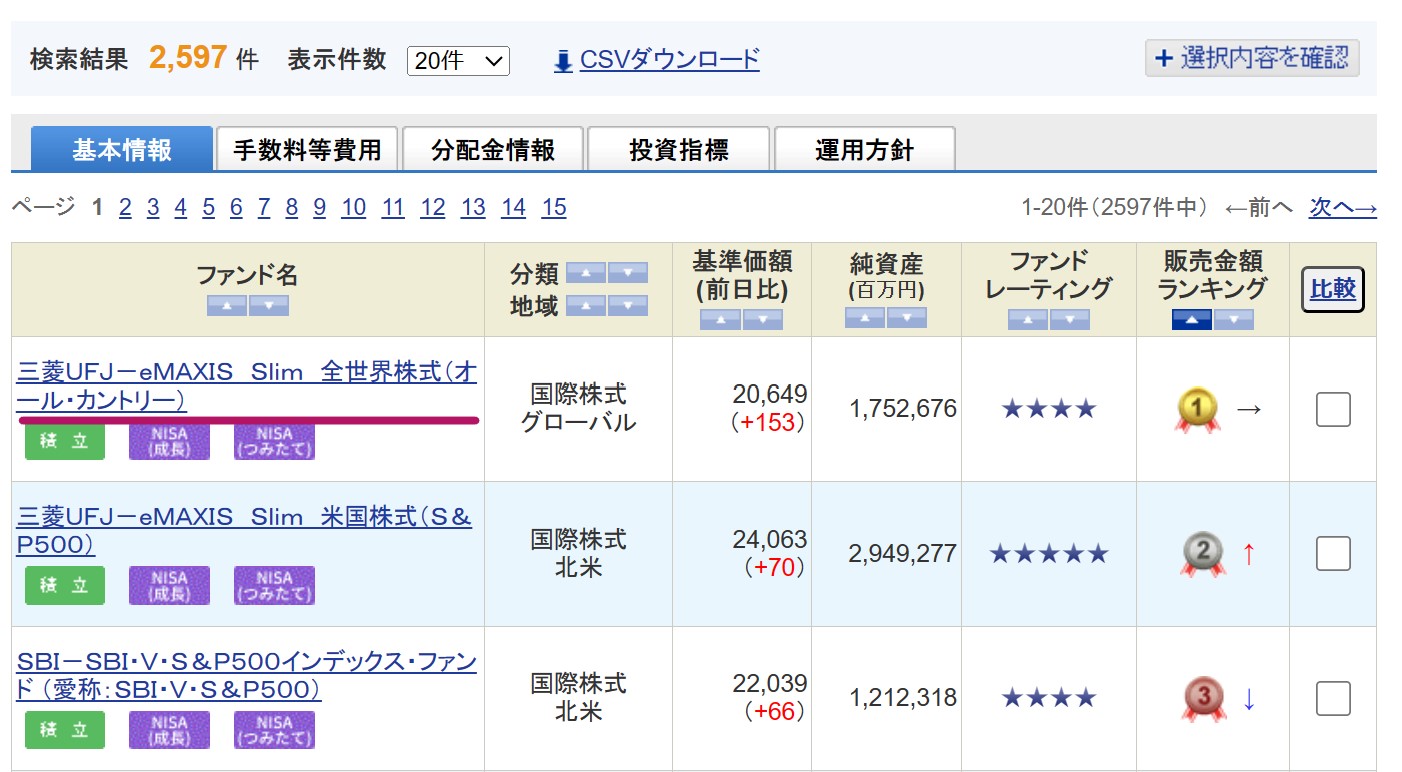 検索結果 2,597 件 表示件数 20件 CSVダウンロード + 選択内容を確認
基本情報 手数料等費用 分配金情報 投資指標 運用方針
ページ 1 2 3 4 5 6 7 8 9 10 11 12 13 14 15 1-20件(2597件中) ←前へ 次へ→
ファンド名
分類
地域
基準価額
(前日比)
純資産
(百万円)
ファンド
レーティング
販売金額
ランキング
比較
三菱UFJ－eMAXIS Slim 全世界株式（オ
ール・カントリー）
積 立 NISA
(成長) NISA
(つみたて)
国際株式
グローバル
20,649
(+153)
1,752,676
★★★★
1 →
三菱UFJ－eMAXIS Slim 米国株式（S＆
P500）
積 立 NISA
(成長) NISA
(つみたて)
国際株式
北米
24,063
(+70)
2,949,277
★★★★★
2 ↑
SBI－SBI・V・S＆P500インデックス・ファン
ド（愛称：SBI・V・S＆P500）
積 立 NISA
(成長) NISA
(つみたて)
国際株式
北米
22,039
(+66)
1,212,318
★★★★
3 ↓